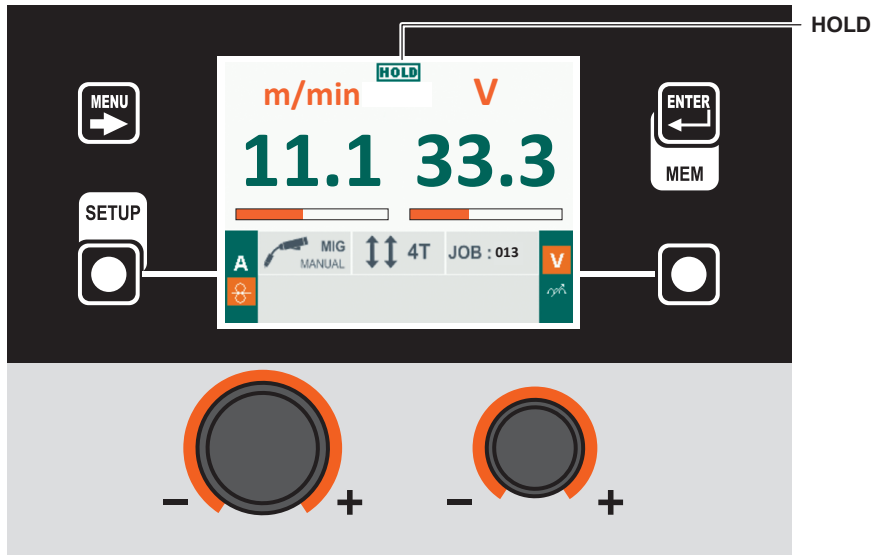 HOLD
HOLD
m/min V
11.1 33.3
MENU
ENTER
MEM
SETUP
A
MIG
MANUAL
4T
JOB : 013
V
− +
− +